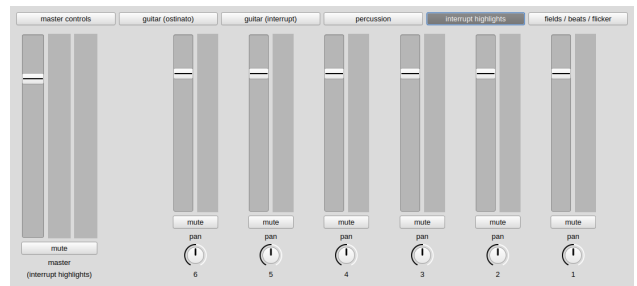 master controls
guitar (ostinato)
guitar (interrupt)
percussion
interrupt highlights
fields / beats / flicker
mute
mute
mute
mute
mute
mute
pan
pan
pan
pan
pan
pan
6
5
4
3
2
1
mute
master
(interrupt highlights)